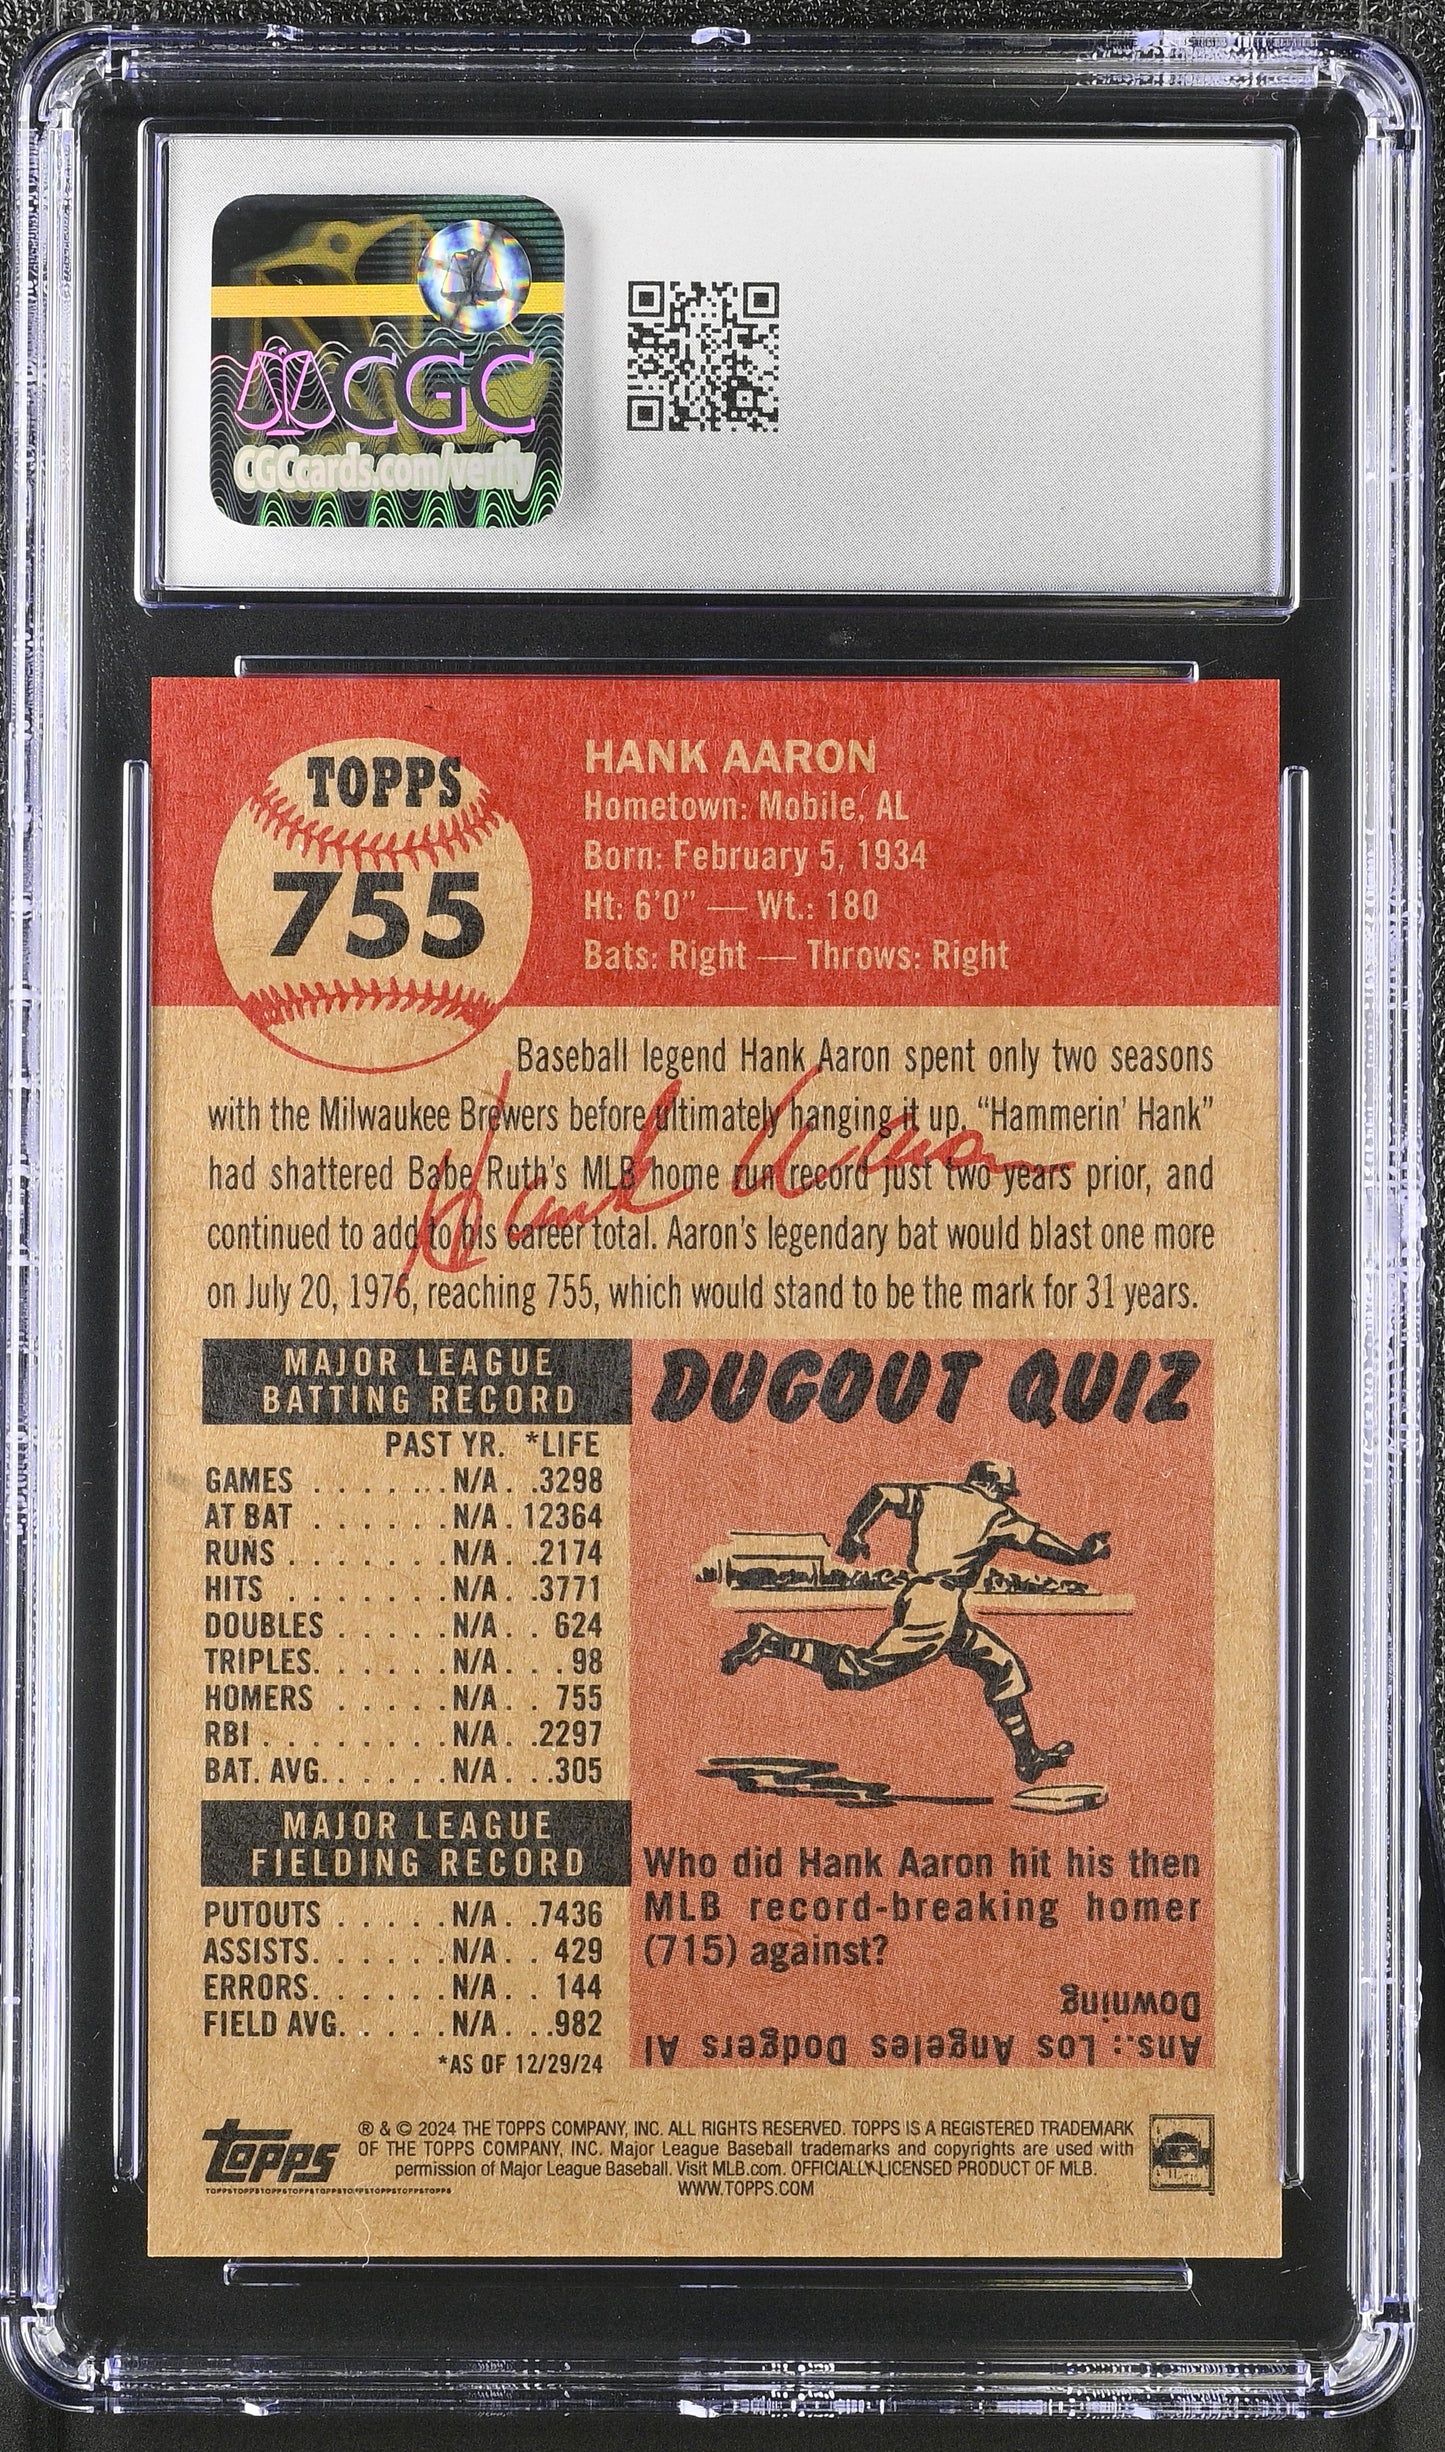 CGC
CGCcards.com/verify
TOPPS
755
HANK AARON
Hometown: Mobile, AL
Born: February 5, 1934
Ht: 6'0" — Wt.: 180
Bats: Right — Throws: Right
Baseball legend Hank Aaron spent only two seasons
with the Milwaukee Brewers before ultimately hanging it up. “Hammerin’ Hank”
had shattered Babe Ruth’s MLB home run record just two years prior, and
continued to add to his career total. Aaron’s legendary bat would blast one more
on July 20, 1976, reaching 755, which would stand to be the mark for 31 years.
Hank Aaron
MAJOR LEAGUE
BATTING RECORD
PAST YR. *LIFE
GAMES . . . . . . N/A . .3298
AT BAT . . . . . . N/A . 12364
RUNS . . . . . . . N/A . .2174
HITS . . . . . . . N/A . .3771
DOUBLES . . . . . N/A . . 624
TRIPLES. . . . . . N/A . . . 98
HOMERS . . . . . N/A . . 755
RBI . . . . . . . . N/A . .2297
BAT. AVG. . . . . . N/A . . .305
MAJOR LEAGUE
FIELDING RECORD
PUTOUTS . . . . . N/A . .7436
ASSISTS. . . . . . N/A . . 429
ERRORS. . . . . . N/A . . 144
FIELD AVG. . . . . N/A . . .982
*AS OF 12/29/24
DUGOUT QUIZ
Who did Hank Aaron hit his then
MLB record-breaking homer
(715) against?
Ans.: Los Angeles Dodgers Al
Downing
topps
® & © 2024 THE TOPPS COMPANY, INC. ALL RIGHTS RESERVED. TOPPS IS A REGISTERED TRADEMARK
OF THE TOPPS COMPANY, INC. Major League Baseball trademarks and copyrights are used with
permission of Major League Baseball. Visit MLB.com. OFFICIALLY LICENSED PRODUCT OF MLB.
WWW.TOPPS.COM